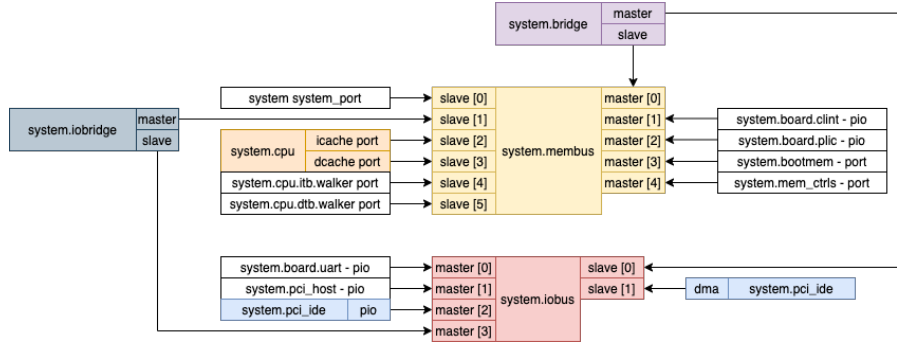 system.bridge
master
slave
system system_port
slave [0]
master [0]
system.iobridge
master
slave
slave [1]
master [1]
system.board.clint - pio
system.cpu
icache port
slave [2]
system.membus
master [2]
system.board.plic - pio
dcache port
slave [3]
master [3]
system.bootmem - port
system.cpu.itb.walker port
slave [4]
master [4]
system.mem_ctrls - port
system.cpu.dtb.walker port
slave [5]
system.board.uart - pio
master [0]
system.iobus
slave [0]
system.pci_host - pio
master [1]
slave [1]
dma
system.pci_ide
system.pci_ide
pio
master [2]
master [3]